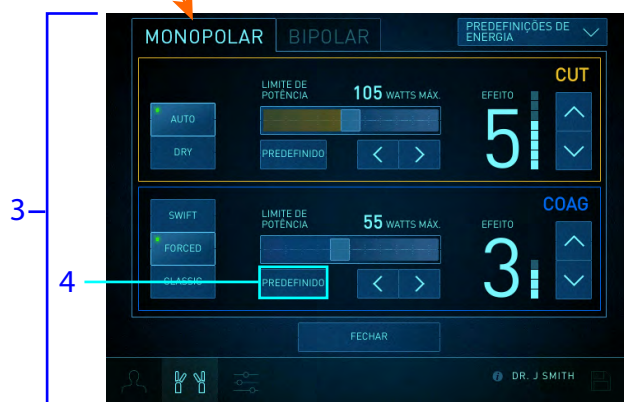 MONOPOLAR
BIPOLAR
PREDEFINIÇÕES DE
ENERGIA
3
CUT
LIMITE DE
POTÊNCIA
105 WATTS MÁX.
EFEITO
5
AUTO
DRY
PREDEFINIDO
< >
COAG
SWIFT
FORCED
CLASSIC
LIMITE DE
POTÊNCIA
55 WATTS MÁX.
EFEITO
3
4
PREDEFINIDO
< >
FECHAR
DR. J SMITH